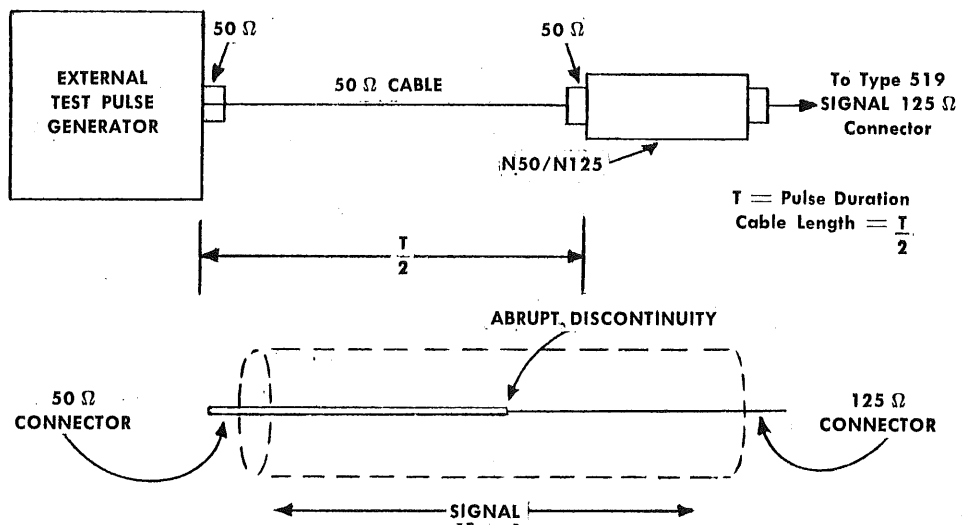 50 Ω
50 Ω
EXTERNAL
TEST PULSE
GENERATOR
50 Ω CABLE
To Type 519
SIGNAL 125 Ω
Connector
N50/N125
T = Pulse Duration
Cable Length = T
2
T
2
ABRUPT DISCONTINUITY
50 Ω
CONNECTOR
125 Ω
CONNECTOR
SIGNAL